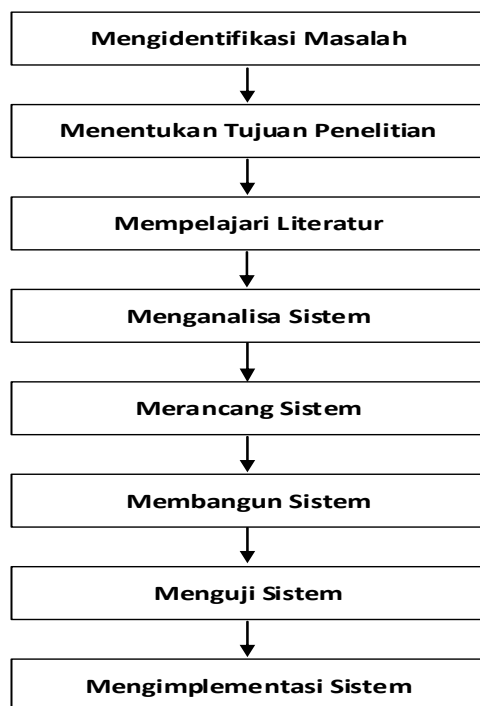 Mengidentifikasi Masalah
Menentukan Tujuan Penelitian
Mempelajari Literatur
Menganalisa Sistem
Merancang Sistem
Membangun Sistem
Menguji Sistem
Mengimplementasi Sistem